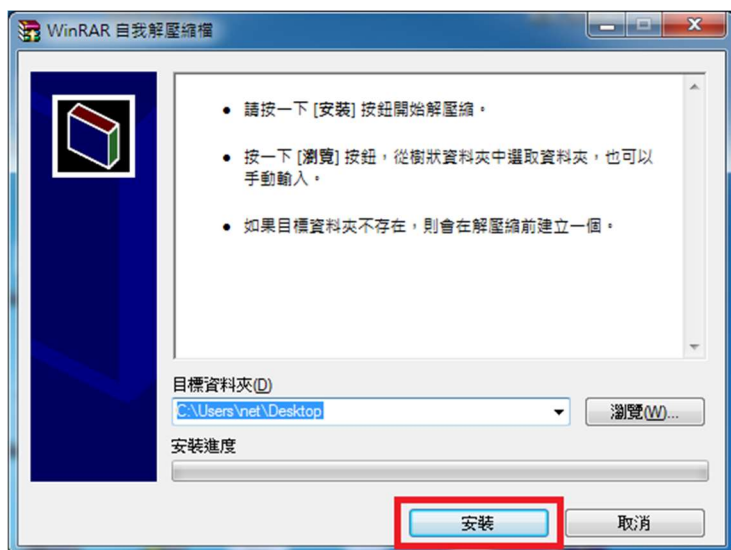 WinRAR 自我解壓縮檔
● 請按一下 [安裝] 按鈕開始解壓縮。
● 按一下 [瀏覽] 按鈕，從樹狀資料夾中選取資料夾，也可以
手動輸入。
● 如果目標資料夾不存在，則會在解壓縮前建立一個。
目標資料夾(D)
C:\Users\net\Desktop
瀏覽(W)...
安裝進度
安裝
取消